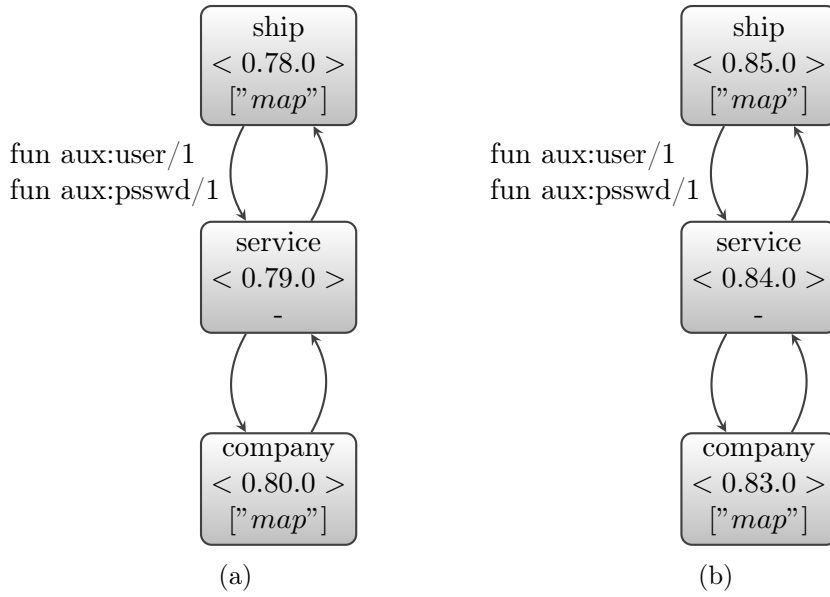 ship
< 0.78.0 >
["map"]
fun aux:user/1
fun aux:psswd/1
service
< 0.79.0 >
-
company
< 0.80.0 >
["map"]
(a)
ship
< 0.85.0 >
["map"]
fun aux:user/1
fun aux:psswd/1
service
< 0.84.0 >
-
company
< 0.83.0 >
["map"]
(b)